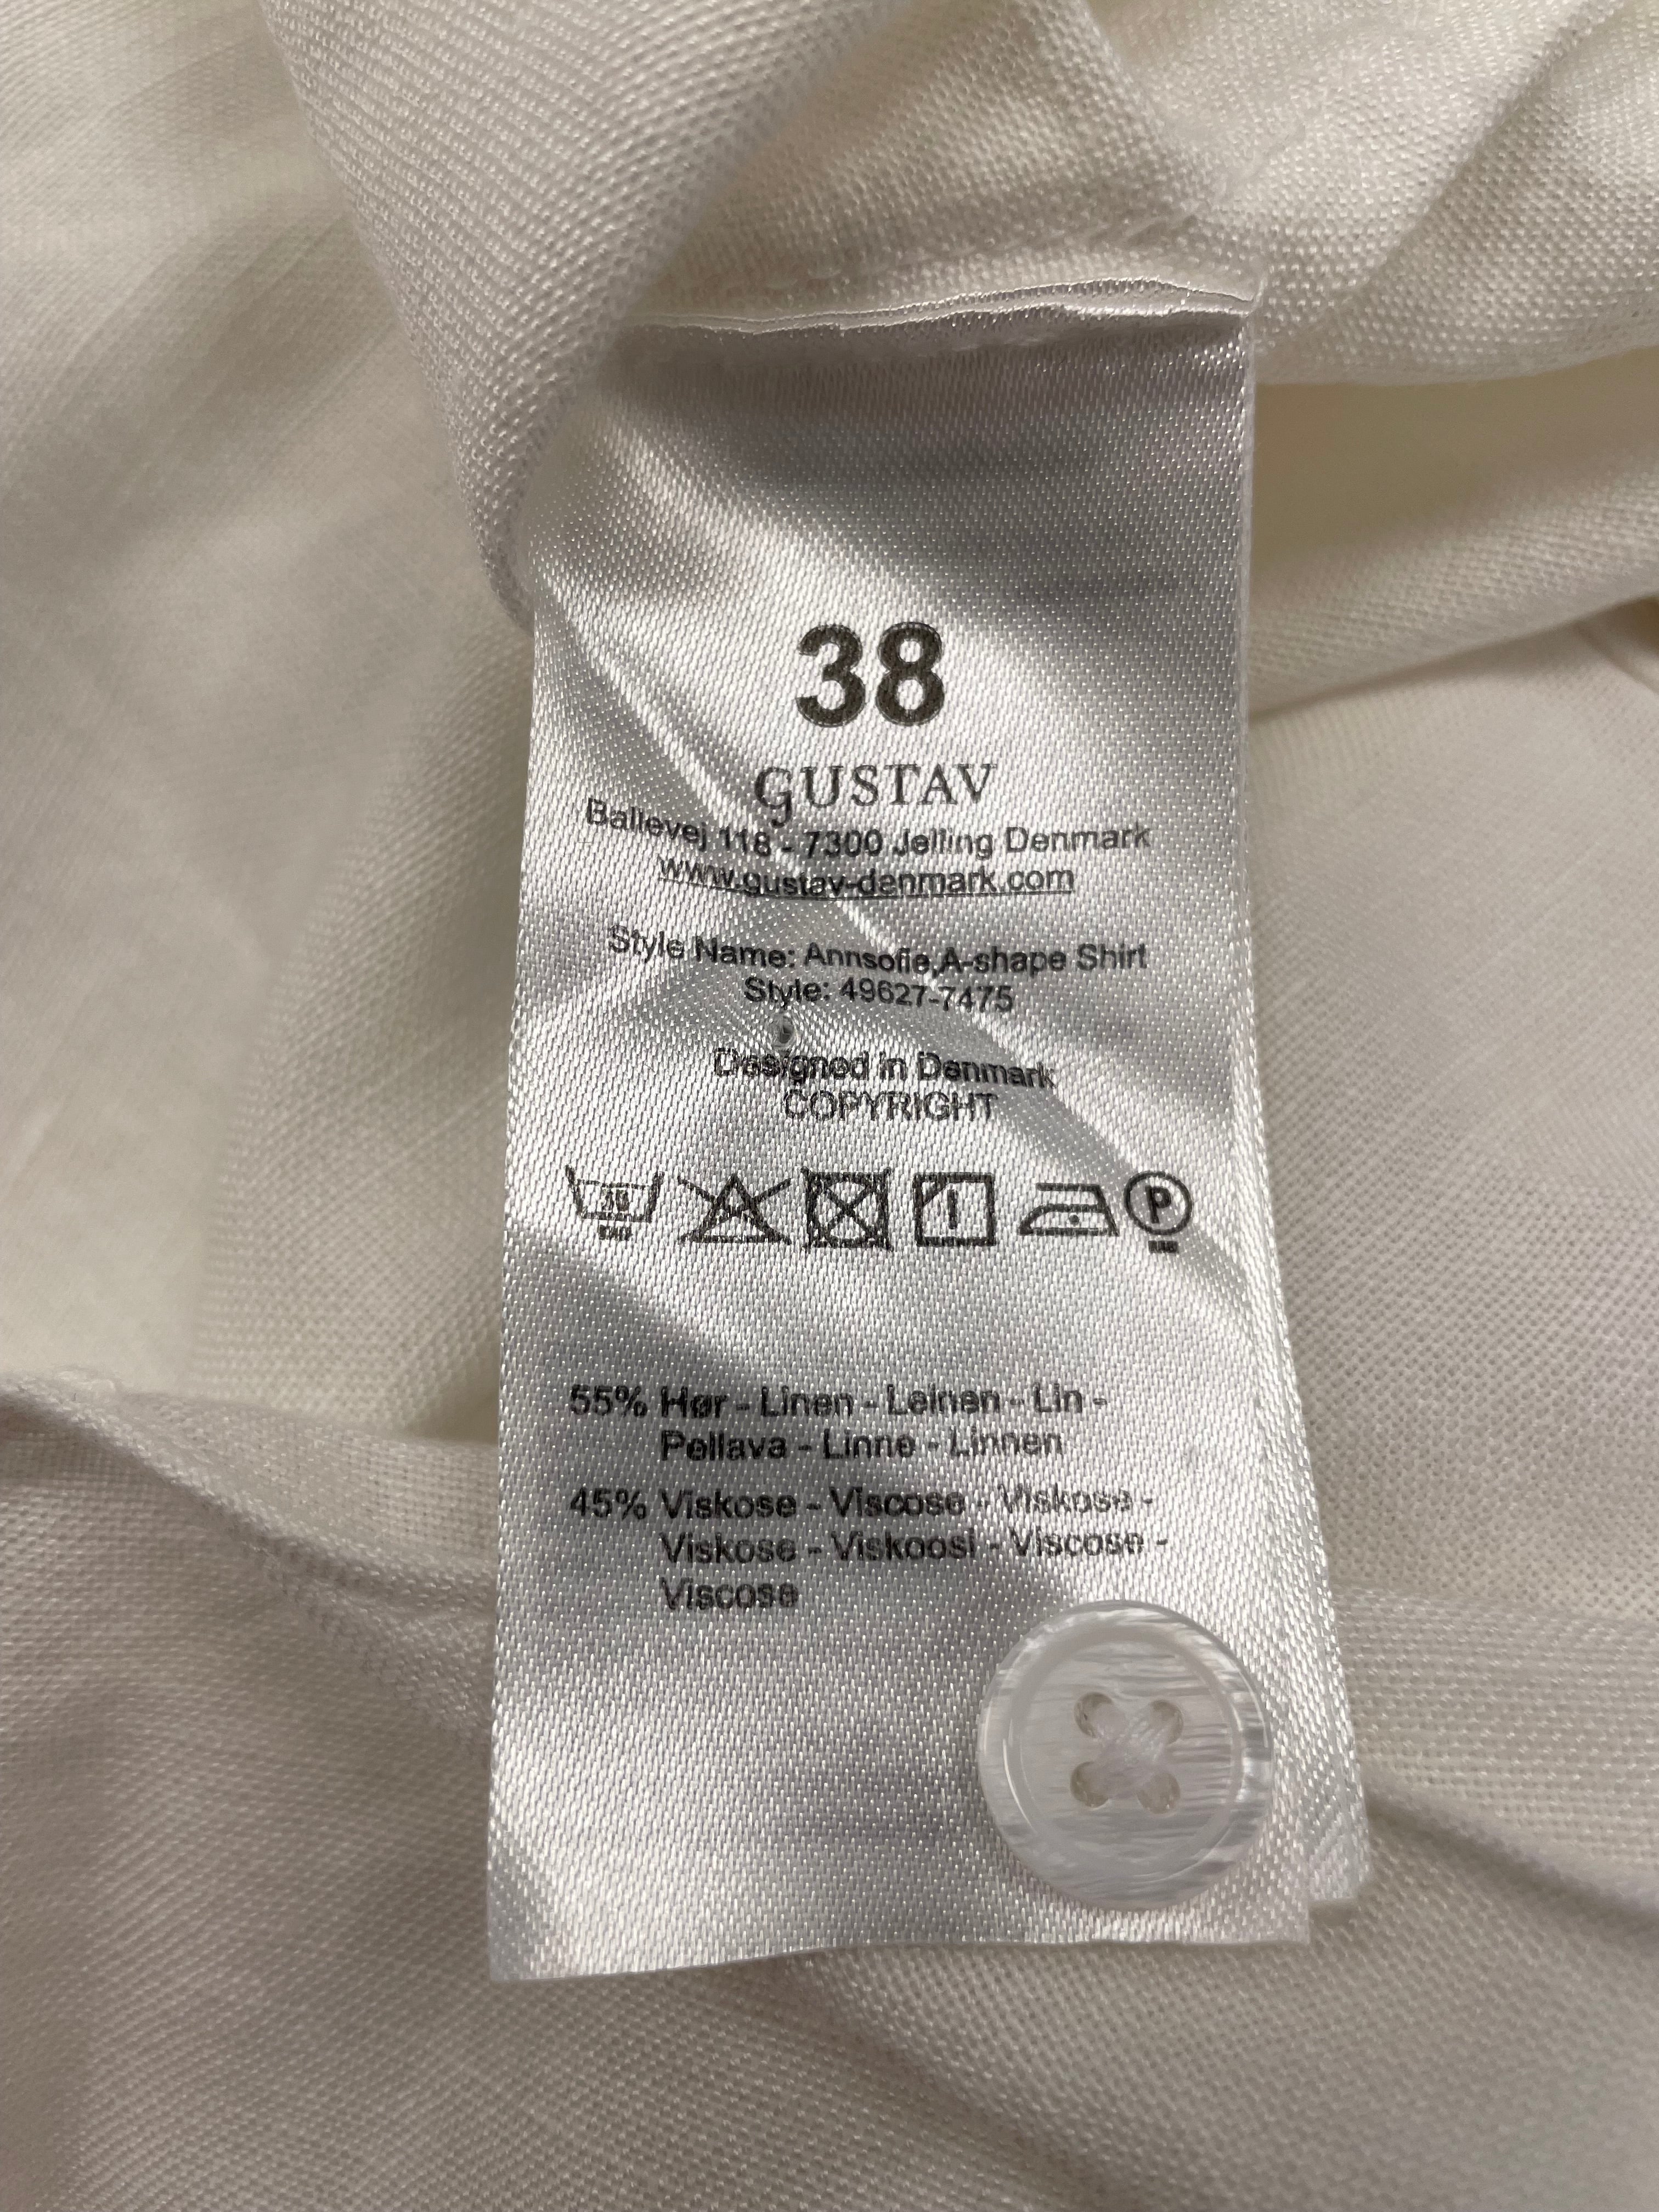 38
GUSTAV
Ballevej 118 - 7300 Jelling Denmark
www.gustav-denmark.com
Style Name: Annsofie,A-shape Shirt
Style: 49627-7475
Designed in Denmark
COPYRIGHT
30
P
55% Hør - Linen - Leinen - Lin -
Pellava - Linne - Linnen
45% Viskose - Viscose - Viskose -
Viskose - Viskoosi - Viscose -
Viscose